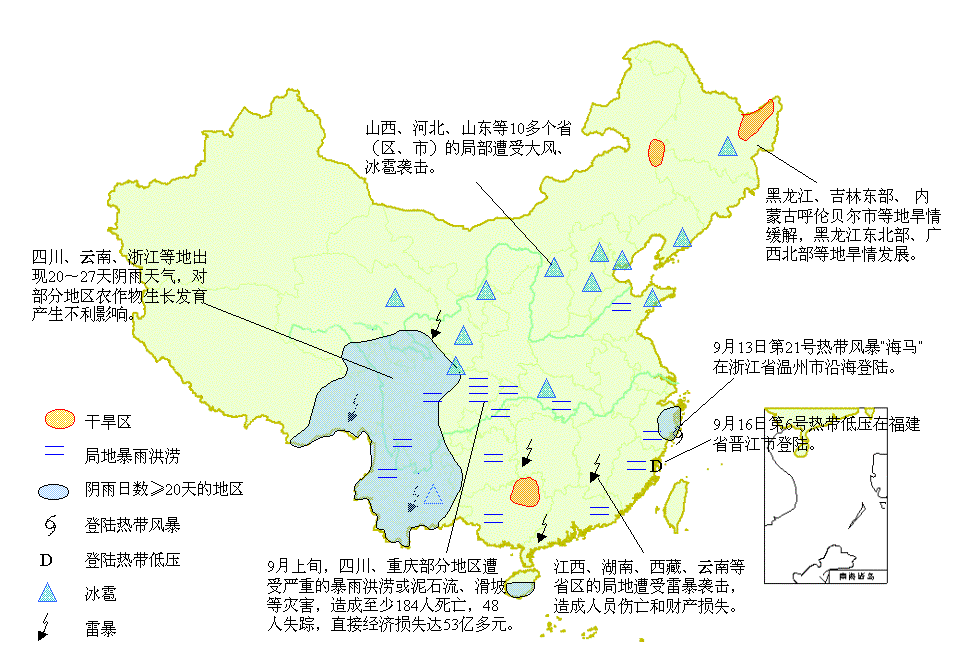 山西、河北、山东等10多个省
（区、市）的局部遭受大风、
冰雹袭击。
黑龙江、吉林东部、 内
蒙古呼伦贝尔市等地旱情
缓解，黑龙江东北部、广
西北部等地旱情发展。
四川、云南、浙江等地出
现20～27天阴雨天气，对
部分地区农作物生长发育
产生不利影响。
9月13日第21号热带风暴“海马”
在浙江省温州市沿海登陆。
9月16日第6号热带低压在福建
省晋江市登陆。
D
干旱区
局地暴雨洪涝
阴雨日数≥20天的地区
登陆热带风暴
D 登陆热带低压
冰雹
雷暴
9月上旬，四川、重庆部分地区遭
受严重的暴雨洪涝或泥石流、滑坡
等灾害，造成至少184人死亡，48
人失踪，直接经济损失达53亿多元。
江西、湖南、西藏、云南等
省区的局地遭受雷暴袭击，
造成人员伤亡和财产损失。
南海诸岛